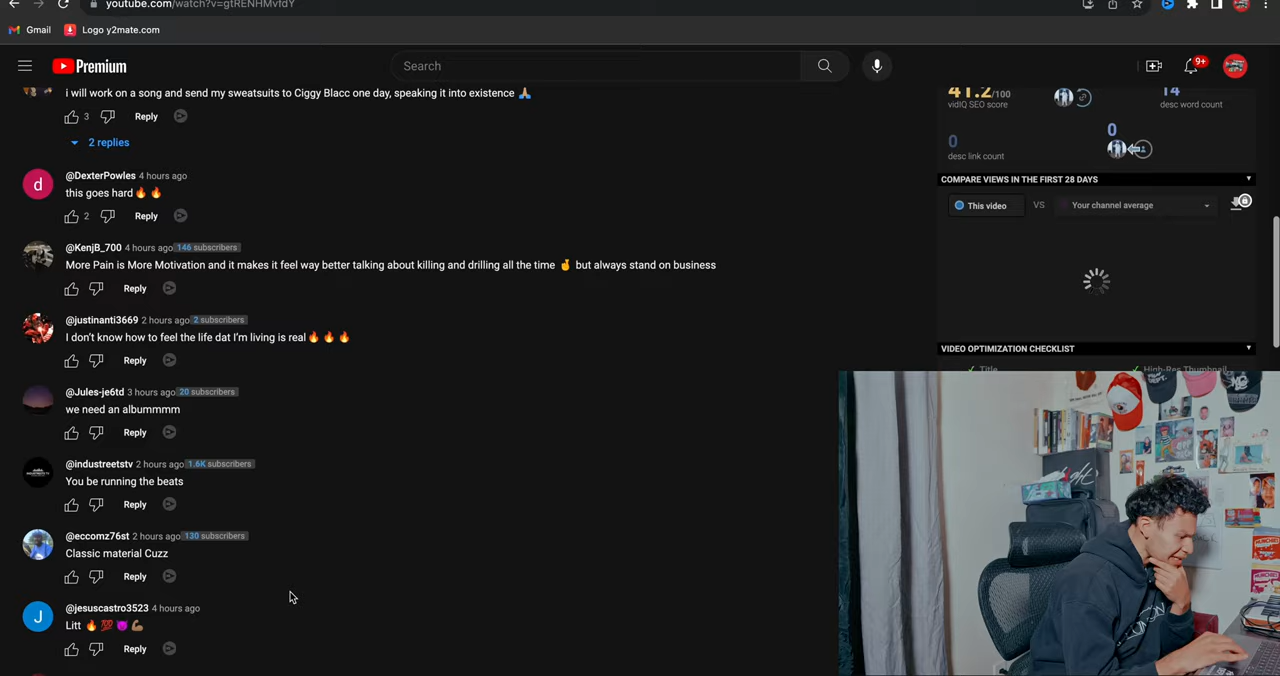 youtube.com/watch?v=gtRENHMvfdY
Gmail
Logo y2mate.com
Premium
Search
9+
i will work on a song and send my sweatsuits to Ciggy Blacc one day, speaking it into existence 🙏🏽
3
Reply
2 replies
@DexterPowles 4 hours ago
this goes hard🔥🔥
2
Reply
@KenjB_700 4 hours ago 146 subscribers
More Pain is More Motivation and it makes it feel way better talking about killing and drilling all the time 🤞 but always stand on business
Reply
@justinanti3669 2 hours ago 2 subscribers
I don't know how to feel the life dat I'm living is real🔥🔥🔥
Reply
@Jules-je6td 3 hours ago 20 subscribers
we need an albummmm
Reply
@industreetstv 2 hours ago 1.6K subscribers
You be running the beats
Reply
@eccomz76st 2 hours ago 130 subscribers
Classic material Cuzz
Reply
J
@jesuscastro3523 4 hours ago
Litt 🔥💯😈💪🏾
Reply
d
41.2/100
vidIQ SEO score
14
desc word count
0
desc link count
0
COMPARE VIEWS IN THE FIRST 28 DAYS
This video
VS
Your channel average
VIDEO OPTIMIZATION CHECKLIST
Title
High-Res Thumbnail